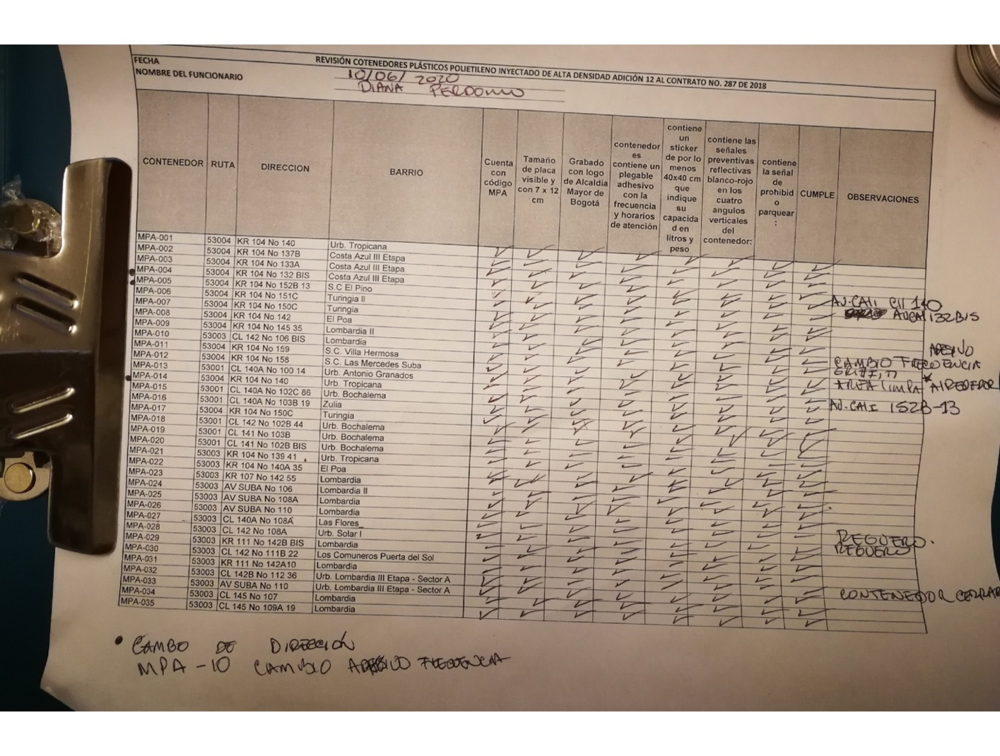 REVISIÓN COTENEDORES PLÁSTICOS POLIETILENO INYECTADO DE ALTA DENSIDAD ADICIÓN 12 AL CONTRATO NO. 287 DE 2018
FECHA 10/06/2020
NOMBRE DEL FUNCIONARIO DIANA PERDOMO
CONTENEDOR RUTA DIRECCION BARRIO Cuenta con código MPA Tamaño de placa visible y con 7 x 12 cm Grabado con logo de Alcaldía Mayor de Bogotá contenedor es contiene un plegable adhesivo con la frecuencia y horarios de atención contiene un sticker de por lo menos 40x40 cm que indique su capacida d en litros y peso contiene las señales preventivas reflectivas blanco-rojo en los cuatro angulos verticales del contenedor: contiene la señal de prohibid o parquear : CUMPLE OBSERVACIONES
MPA-001 53004 KR 104 No 140 Urb. Tropicana
MPA-002 53004 KR 104 No 137B Costa Azul III Etapa
MPA-003 53004 KR 104 No 133A Costa Azul III Etapa
MPA-004 53004 KR 104 No 132 BIS Costa Azul III Etapa
MPA-005 53004 KR 104 No 152B 13 S.C El Pino
MPA-006 53004 KR 104 No 151C Turingia II AV.CALI Cll 140
MPA-007 53004 KR 104 No 150C Turingia AVCAl 132BIS
MPA-008 53004 KR 104 No 142 El Poa
MPA-009 53004 KR 104 No 145 35 Lombardia II
MPA-010 53003 CL 142 No 106 BIS Lombardia ADESIVO
MPA-011 53004 KR 104 No 159 S.C. Villa Hermosa CAMBIO FRECUENCIA
MPA-012 53004 KR 104 No 158 S.C. Las Mercedes Suba
MPA-013 53001 CL 140A No 100 14 Urb. Antonio Granados
MPA-014 53004 KR 104 No 140 Urb. Tropicana AV.CALI 152B-13
MPA-015 53001 CL 140A No 102C 86 Urb. Bochalema
MPA-016 53001 CL 140A No 103B 19 Zulia
MPA-017 53004 KR 104 No 150C Turingia
MPA-018 53001 CL 142 No 102B 44 Urb. Bochalema
MPA-019 53001 CL 141 No 103B Urb. Bochalema
MPA-020 53001 CL 141 No 102B BIS Urb. Bochalema
MPA-021 53003 KR 104 No 139 41 Urb. Tropicana
MPA-022 53003 KR 104 No 140A 35 El Poa
MPA-023 53003 KR 107 No 142 55 Lombardia
MPA-024 53003 AV SUBA No 106 Lombardia II
MPA-025 53003 AV SUBA No 108A Lombardia
MPA-026 53003 AV SUBA No 110 Lombardia
MPA-027 53003 CL 140A No 108A Las Flores_
MPA-028 53003 CL 142 No 108A Urb. Solar I REGUERO.
MPA-029 53003 KR 111 No 142B BIS Lombardia REGUERO
MPA-030 53003 CL 142 No 111B 22 Los Comuneros Puerta del Sol
MPA-031 53003 KR 111 No 142A10 Lombardia
MPA-032 53003 CL 142B No 112 36 Urb. Lombardia III Etapa - Sector A
MPA-033 53003 AV SUBA No 110 Urb. Lombardia III Etapa - Sector A CONTENEDOR CERRAR
MPA-034 53003 CL 145 No 107 Lombardia
MPA-035 53003 CL 145 No 109A 19 Lombardia
• CAMBO DE DIRECCIÓN
MPA-10 CAMBIO ADESIVO FRECUENCIA